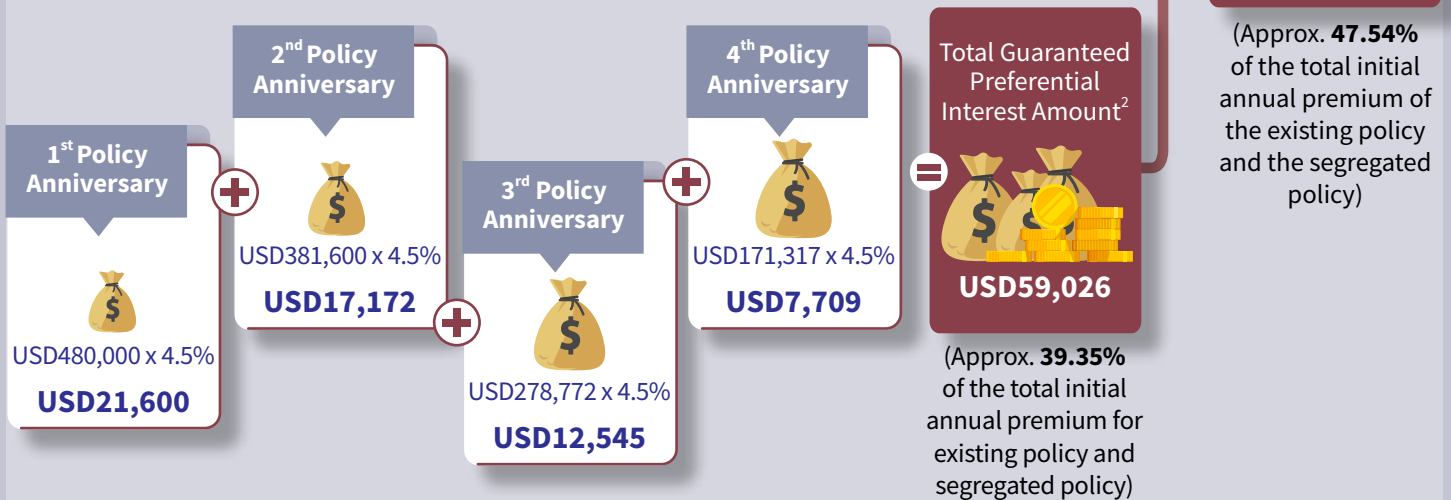 1st Policy
Anniversary
USD480,000 x 4.5%
USD21,600
2nd Policy
Anniversary
$
USD381,600 x 4.5%
USD17,172
3rd Policy
Anniversary
$
USD278,772 x 4.5%
USD12,545
4th Policy
Anniversary
$
USD171,317 x 4.5%
USD7,709
Total Guaranteed
Preferential
Interest Amount2
$
USD59,026
(Approx. 39.35%
of the total initial
annual premium for
existing policy and
segregated policy)
(Approx. 47.54%
of the total initial
annual premium of
the existing policy
and the segregated
policy)